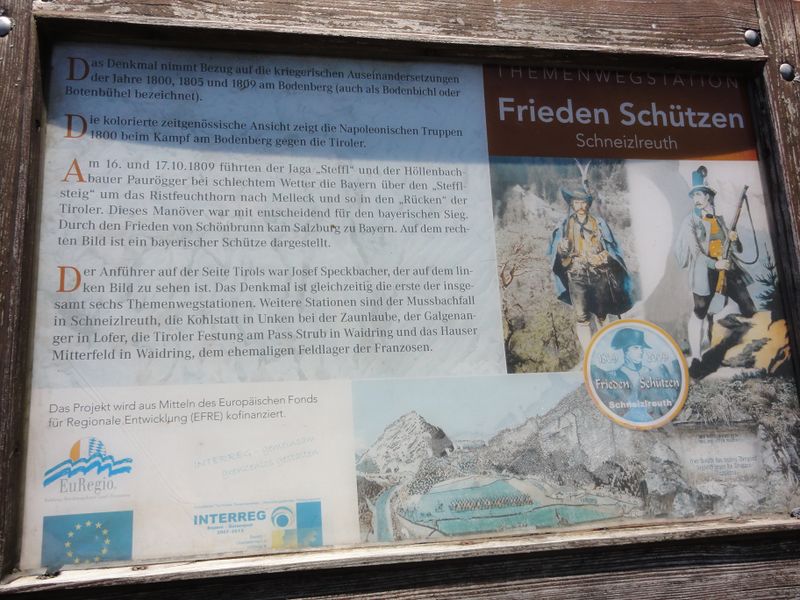 Das Denkmal nimmt Bezug auf die kriegerischen Auseinandersetzungen
der Jahre 1800, 1805 und 1809 am Bodenberg (auch als Bodenbichl oder
Botenbühel bezeichnet).
Die kolorierte zeitgenössische Ansicht zeigt die Napoleonischen Truppen
1800 beim Kampf am Bodenberg gegen die Tiroler.
Am 16. und 17.10.1809 führten der Jaga „Steffl“ und der Höllenbach-
bauer Paurögger bei schlechtem Wetter die Bayern über den „Steffl-
steig“ um das Ristfeuchthorn nach Melleck und so in den „Rücken“ der
Tiroler. Dieses Manöver war mit entscheidend für den bayerischen Sieg.
Durch den Frieden von Schönbrunn kam Salzburg zu Bayern. Auf dem rech-
ten Bild ist ein bayerischer Schütze dargestellt.
Der Anführer auf der Seite Tirols war Josef Speckbacher, der auf dem lin-
ken Bild zu sehen ist. Das Denkmal ist gleichzeitig die erste der insge-
samt sechs Themenwegstationen. Weitere Stationen sind der Mussbachfall
in Schneizlreuth, die Kohlstatt in Unken bei der Zaunlaube, der Galgenan-
ger in Lofer, die Tiroler Festung am Pass Strub in Waidring und das Hauser
Mitterfeld in Waidring, dem ehemaligen Feldlager der Franzosen.
Das Projekt wird aus Mitteln des Europäischen Fonds
für Regionale Entwicklung (EFRE) kofinanziert.
EuRegio.
INTERREG - gemeinsam
grenzenlos gestalten
INTERREG
THEMENWEGSTATION
Frieden Schützen
Schneizlreuth
Frieden Schützen
Schneizlreuth